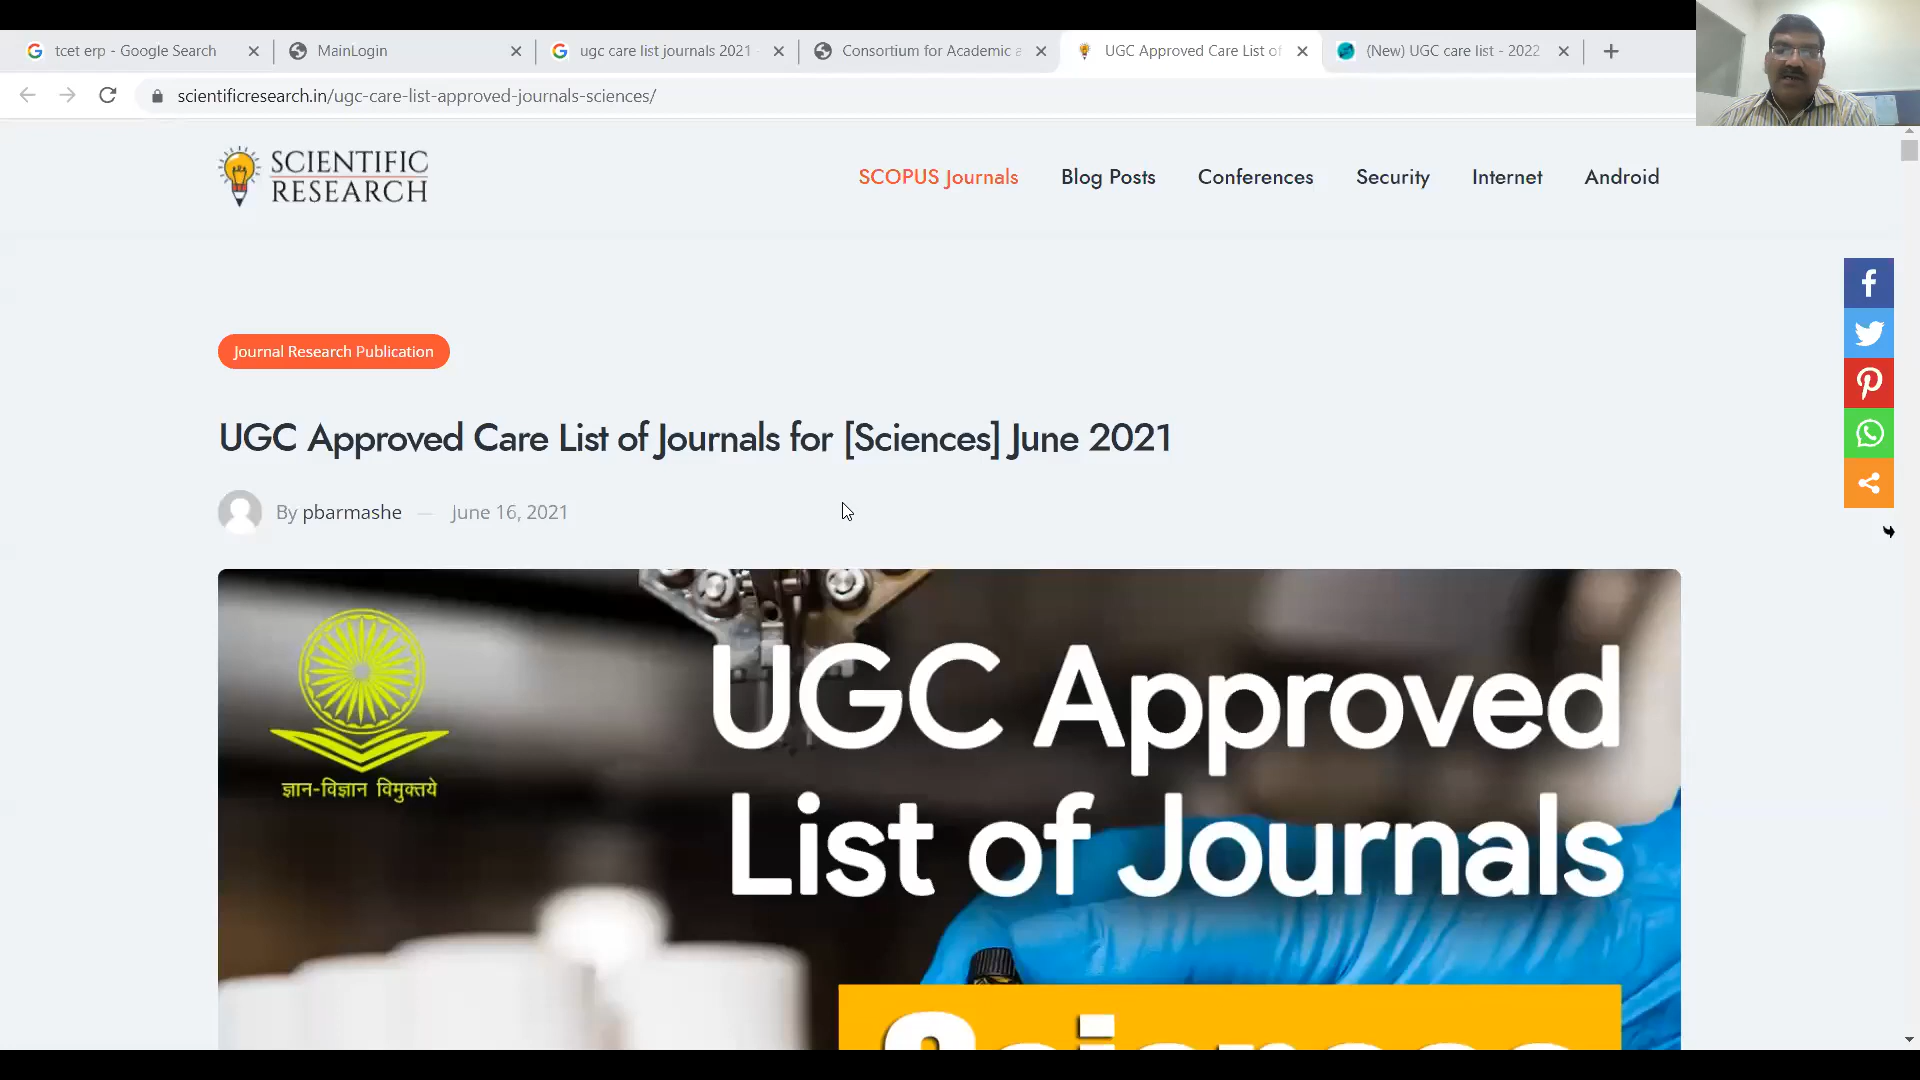 tcet erp - Google Search
MainLogin
ugc care list journals 2021 -
Consortium for Academic a
UGC Approved Care List of
(New) UGC care list - 2022
scientificresearch.in/ugc-care-list-approved-journals-sciences/
SCIENTIFIC
RESEARCH
SCOPUS Journals
Blog Posts
Conferences
Security
Internet
Android
Journal Research Publication
UGC Approved Care List of Journals for [Sciences] June 2021
By pbarmashe — June 16, 2021
ज्ञान-विज्ञान विमुक्तये
UGC Approved
List of Journals
Sciences